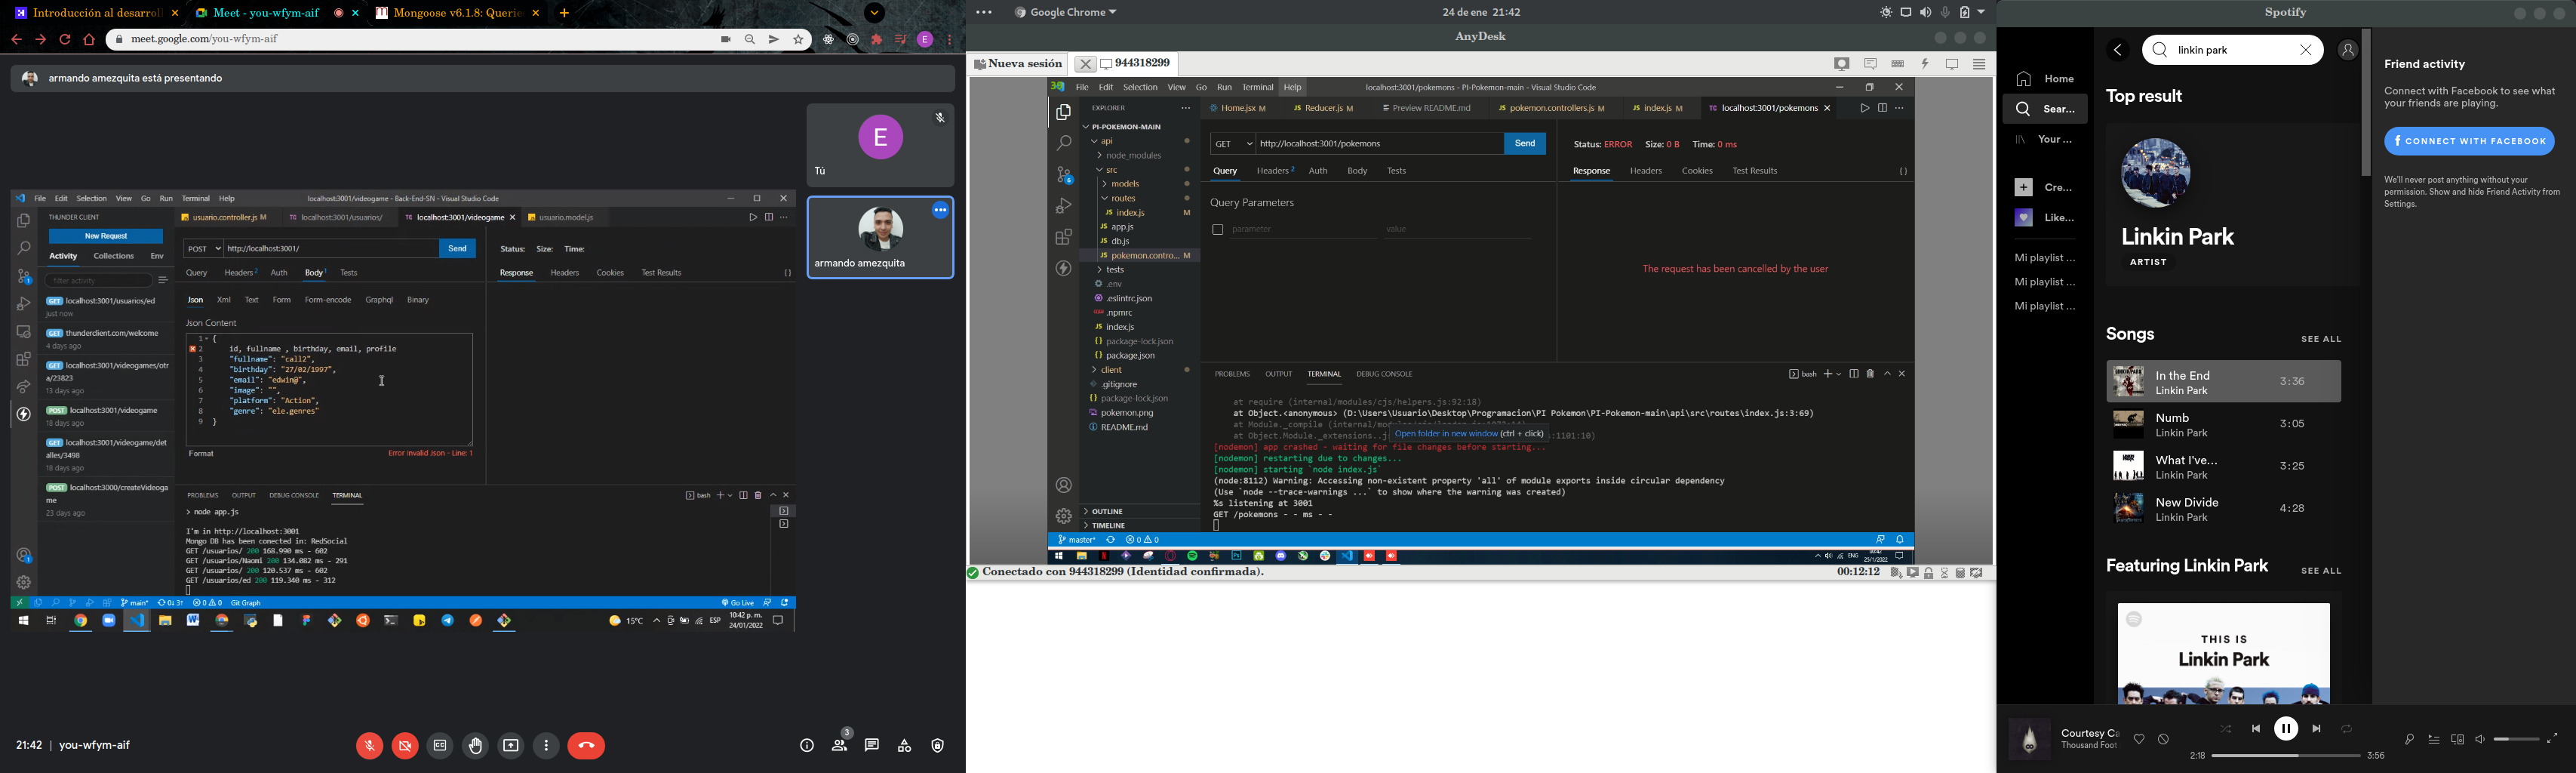 Introducción al desarrol
Meet - you-wfym-aif
Mongoose v6.1.8: Querie
meet.google.com/you-wfym-aif
E
armando amezquita está presentando
E
Tú
armando amezquita
File Edit Selection View Go Run Terminal Help
localhost:3001/videogame - Back-End-SN - Visual Studio Code
THUNDER CLIENT
usuario.controller.js M
localhost:3001/usuarios/
localhost:3001/videogame
usuario.model.js
New Request
Activity Collections Env
filter activity
GET localhost:3001/usuarios/ed
just now
GET thunderclient.com/welcome
4 days ago
GET localhost:3001/videogames/otr
a/23823
13 days ago
POST localhost:3001/videogame
18 days ago
GET localhost:3001/videogame/det
alles/3498
18 days ago
POST localhost:3000/createVideoga
me
23 days ago
POST http://localhost:3001/ Send
Query Headers 2 Auth Body 1 Tests
Json Xml Text Form Form-encode Graphql Binary
Json Content
1 {
2 id, fullname , birthday, email, profile
3 "fullname": "call2",
4 "birthday": "27/02/1997",
5 "email": "edwin@",
6 "image": "",
7 "platform": "Action",
8 "genre": "ele.genres"
9 }
Format
Error Invalid Json - Line: 1
Status: Size: Time:
Response Headers Cookies Test Results
{}
PROBLEMS OUTPUT DEBUG CONSOLE TERMINAL
bash
> node app.js
I'm in http://localhost:3001
Mongo DB has been conected in: RedSocial
GET /usuarios/ 200 168.990 ms - 602
GET /usuarios/Naomi 200 134.082 ms - 291
GET /usuarios/ 200 120.537 ms - 602
GET /usuarios/ed 200 119.340 ms - 312
main* 0↓ 3↑ 0 0 Git Graph
Go Live
15°C
ESP
10:42 p. m.
24/01/2022
21:42 | you-wfym-aif
3
Google Chrome
24 de ene 21:42
AnyDesk
Nueva sesión
944318299
File Edit Selection View Go Run Terminal Help
localhost:3001/pokemons - PI-Pokemon-main - Visual Studio Code
EXPLORER
Home.jsx M
Reducer.js M
Preview README.md
pokemon.controllers.js M
index.js M
localhost:3001/pokemons
PI-POKEMON-MAIN
api
node_modules
src
models
routes
index.js M
app.js
db.js
pokemon.contro... M
tests
.env
.eslintrc.json
.npmrc
index.js
package-lock.json
package.json
client
.gitignore
package-lock.json
pokemon.png
README.md
OUTLINE
TIMELINE
GET http://localhost:3001/pokemons Send
Query Headers 2 Auth Body Tests
Query Parameters
parameter value
Status: ERROR Size: 0 B Time: 0 ms
Response Headers Cookies Test Results
{}
The request has been cancelled by the user
PROBLEMS OUTPUT TERMINAL DEBUG CONSOLE
bash
at require (internal/modules/cjs/helpers.js:92:18)
at Object.<anonymous> (D:\Users\Usuario\Desktop\Programacion\PI Pokemon\PI-Pokemon-main\api\src\routes\index.js:3:69)
at Module._compile (internal/mod
at Object.Module._extensions..j
:1101:10)
Open folder in new window (ctrl + click)
[nodemon] app crashed - waiting for file changes before starting...
[nodemon] restarting due to changes...
[nodemon] starting `node index.js`
(node:8112) Warning: Accessing non-existent property 'all' of module exports inside circular dependency
(Use `node --trace-warnings ...` to show where the warning was created)
%s listening at 3001
GET /pokemons - - ms - -
master* 0 0
ENG
25/1/2022
Conectado con 944318299 (Identidad confirmada).
00:12:12
Spotify
linkin park
Home
Sear...
Your ...
Cre...
Like...
Mi playlist ...
Mi playlist ...
Mi playlist ...
Top result
Linkin Park
ARTIST
Songs
SEE ALL
In the End
Linkin Park
3:36
Numb
Linkin Park
3:05
What I've...
Linkin Park
3:25
New Divide
Linkin Park
4:28
Featuring Linkin Park
SEE ALL
THIS IS
Linkin Park
Friend activity
Connect with Facebook to see what
your friends are playing.
CONNECT WITH FACEBOOK
We'll never post anything without your
permission. Show and hide Friend Activity from
Settings.
Courtesy Ca
Thousand Foot
2:18
3:56